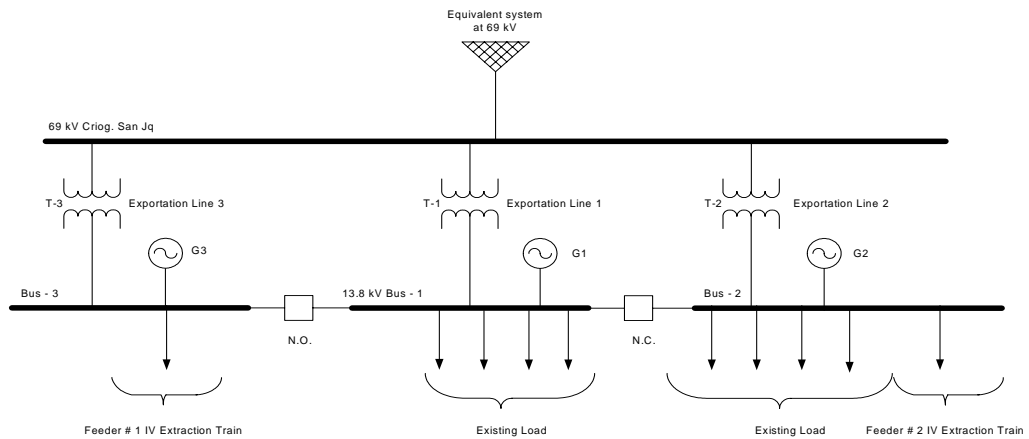 Equivalent system
at 69 kV
69 kV Criog. San Jq
T-3
Exportation Line 3
T-1
Exportation Line 1
T-2
Exportation Line 2
G3
G1
G2
Bus - 3
13.8 kV Bus - 1
Bus - 2
N.O.
N.C.
Feeder # 1 IV Extraction Train
Existing Load
Existing Load
Feeder # 2 IV Extraction Train